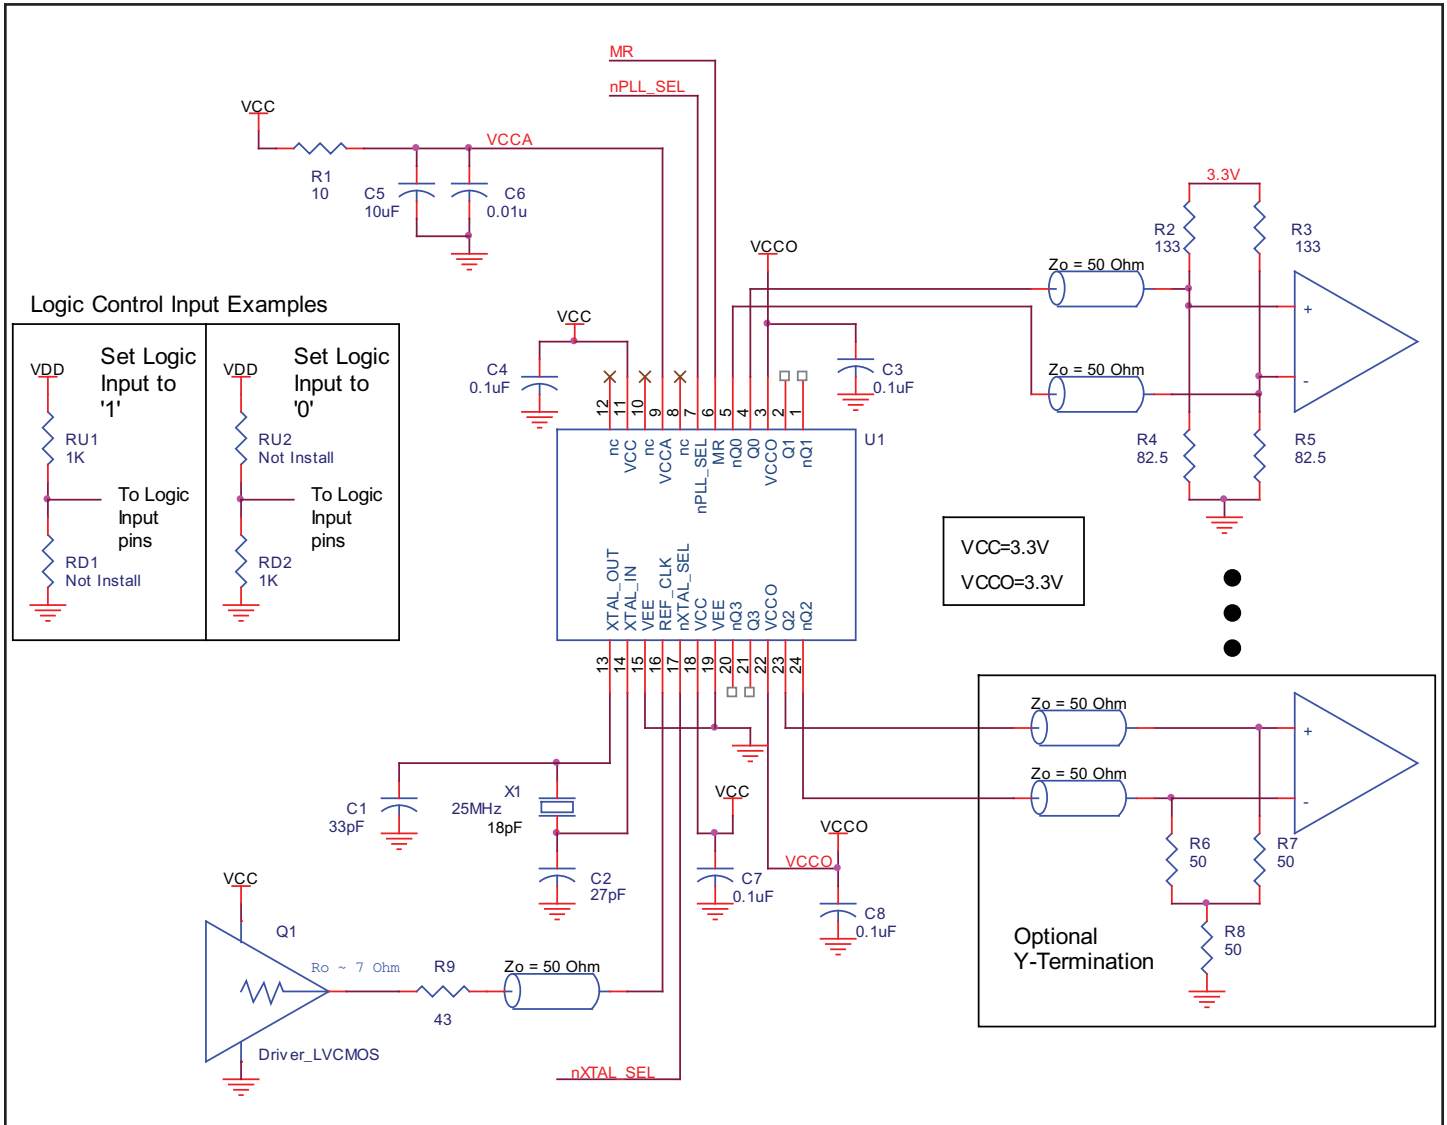 MR
nPLL_SEL
VCC
VCCA
R1
10
C5
10uF
C6
0.01u
3.3V
R2
133
R3
133
VCCO
Zo = 50 Ohm
+
-
Zo = 50 Ohm
R4
82.5
R5
82.5
Logic Control Input Examples
VDD
Set Logic
Input to
'1'
RU1
1K
To Logic
Input
pins
RD1
Not Install
VDD
Set Logic
Input to
'0'
RU2
Not Install
To Logic
Input
pins
RD2
1K
VCC
C4
0.1uF
C3
0.1uF
12 11 10 9 8 7 6 5 4 3 2 1
U1
nc VCC nc VCCA nc nPLL_SEL MR nQ0 Q0 VCCO Q1 nQ1
XTAL_OUT XTAL_IN VEE REF_CLK nXTAL_SEL VCC VEE nQ3 Q3 VCCO Q2 nQ2
13 14 15 16 17 18 19 20 21 22 23 24
VCC=3.3V
VCCO=3.3V
Zo = 50 Ohm
+
-
Zo = 50 Ohm
R6
50
R7
50
R8
50
Optional
Y-Termination
C1
33pF
X1
25MHz
18pF
C2
27pF
VCC
C7
0.1uF
VCCO
VCCO
C8
0.1uF
VCC
Q1
Ro ~ 7 Ohm
R9
43
Zo = 50 Ohm
Driver_LVCMOS
nXTAL_SEL